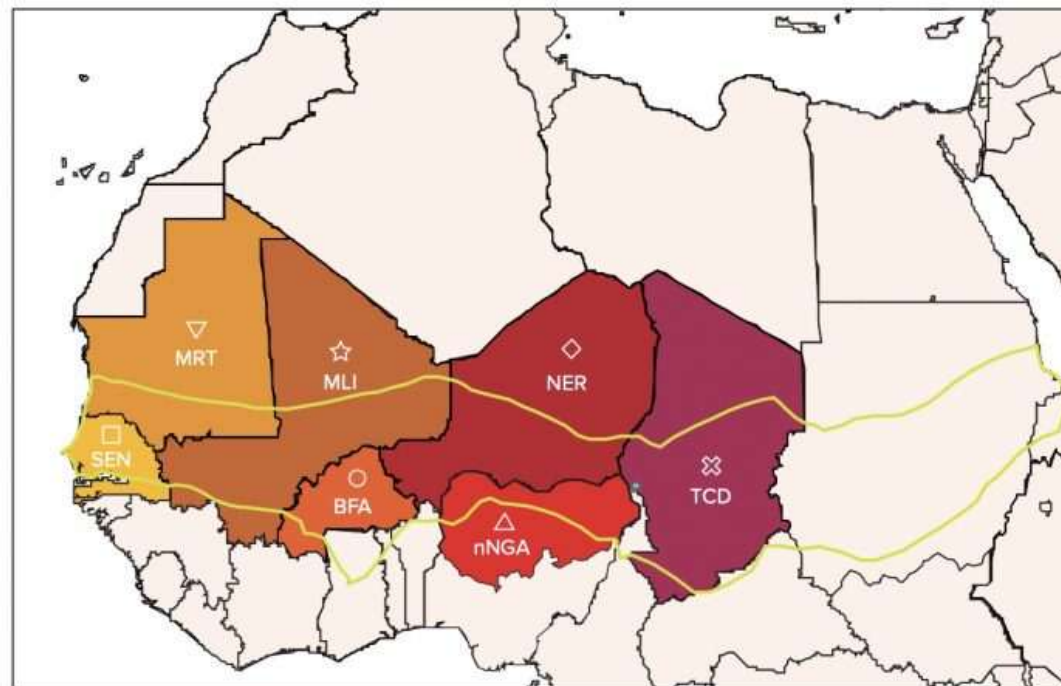 MRT
MLI
NER
SEN
BFA
TCD
nNGA